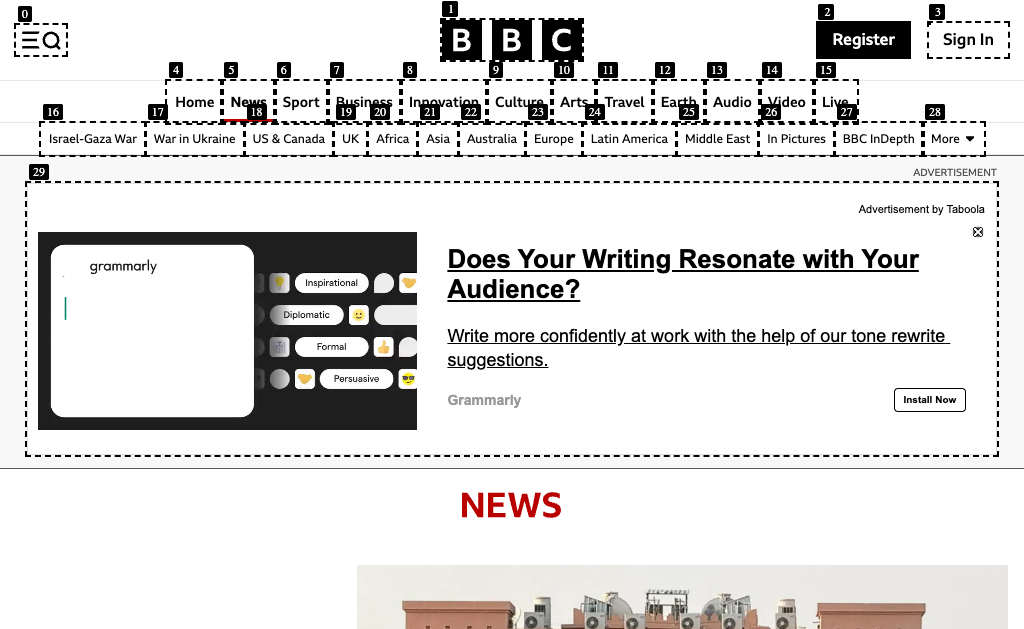 0
1
2
3
BBC
Register
Sign In
4 5 6 7 8 9 10 11 12 13 14 15
Home News Sport Business Innovation Culture Arts Travel Earth Audio Video Live
16 17 18 19 20 21 22 23 24 25 26 27 28
Israel-Gaza War War in Ukraine US & Canada UK Africa Asia Australia Europe Latin America Middle East In Pictures BBC InDepth More
29
ADVERTISEMENT
Advertisement by Taboola
grammarly
Inspirational
Diplomatic
Formal
Persuasive
Does Your Writing Resonate with Your
Audience?
Write more confidently at work with the help of our tone rewrite
suggestions.
Grammarly
Install Now
NEWS